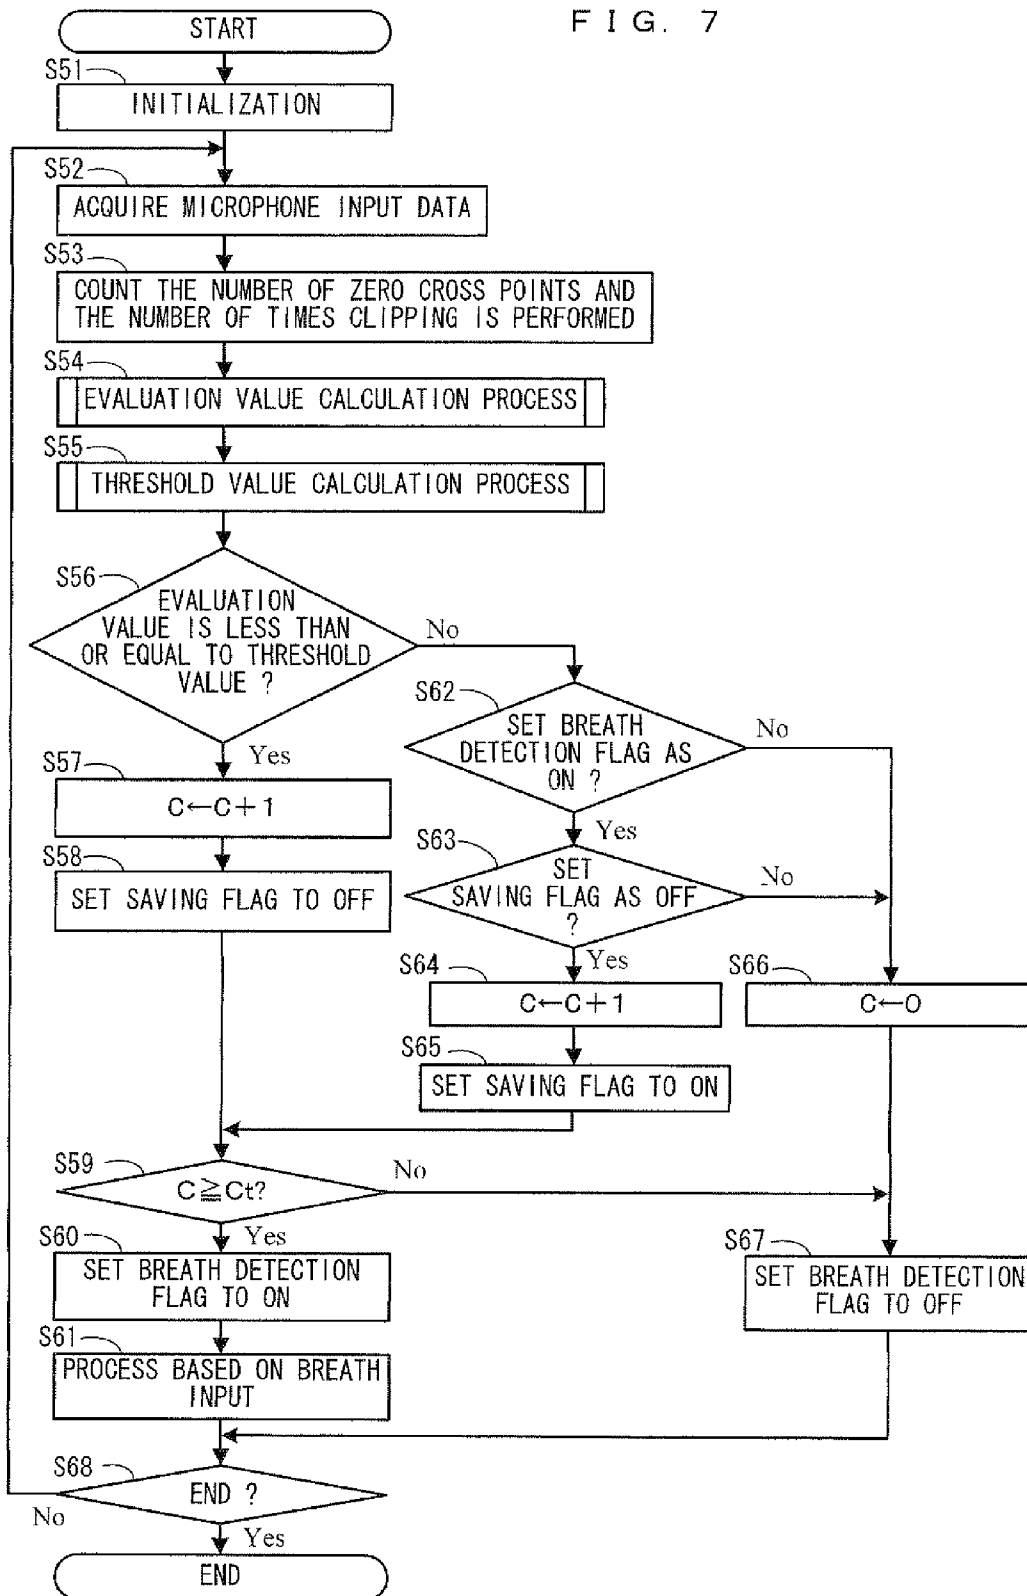 FIG. 7
START
S51
INITIALIZATION
S52
ACQUIRE MICROPHONE INPUT DATA
S53
COUNT THE NUMBER OF ZERO CROSS POINTS AND
THE NUMBER OF TIMES CLIPPING IS PERFORMED
S54
EVALUATION VALUE CALCULATION PROCESS
S55
THRESHOLD VALUE CALCULATION PROCESS
S56
EVALUATION
VALUE IS LESS THAN
OR EQUAL TO THRESHOLD
VALUE ?
No
Yes
S57
C←C+1
S58
SET SAVING FLAG TO OFF
S62
SET BREATH
DETECTION FLAG AS
ON ?
No
Yes
S63
SET
SAVING FLAG AS OFF
?
No
Yes
S64
C←C+1
S65
SET SAVING FLAG TO ON
S66
C←0
S59
C≧Ct?
No
Yes
S60
SET BREATH DETECTION
FLAG TO ON
S61
PROCESS BASED ON BREATH
INPUT
S67
SET BREATH DETECTION
FLAG TO OFF
S68
END ?
No
Yes
END